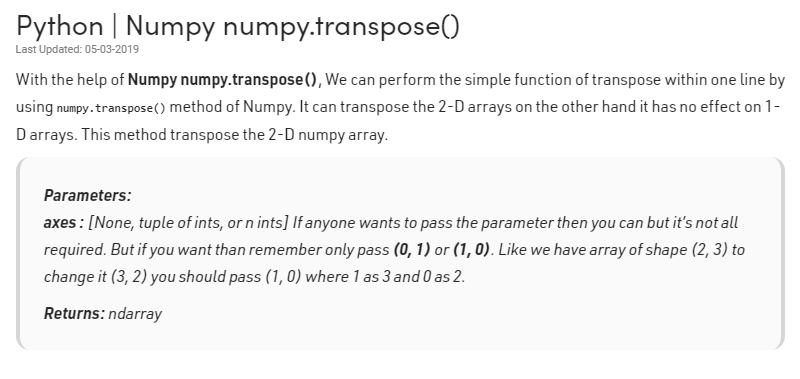 Python | Numpy numpy.transpose()
Last Updated: 05-03-2019
With the help of Numpy numpy.transpose(), We can perform the simple function of transpose within one line by
using numpy.transpose() method of Numpy. It can transpose the 2-D arrays on the other hand it has no effect on 1-
D arrays. This method transpose the 2-D numpy array.
Parameters:
axes : [None, tuple of ints, or n ints] If anyone wants to pass the parameter then you can but it's not all
required. But if you want than remember only pass (0, 1) or (1, 0). Like we have array of shape (2, 3) to
change it (3, 2) you should pass (1, 0) where 1 as 3 and 0 as 2.
Returns: ndarray